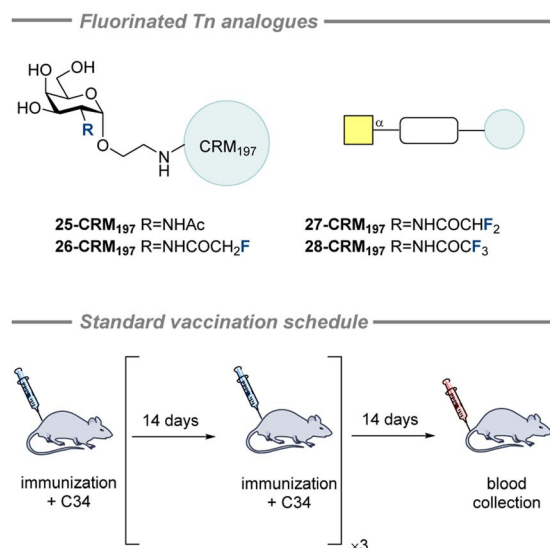 Fluorinated Tn analogues
HO OH
O
HO
R
O
N
H
CRM197
α
25-CRM197 R=NHAc
26-CRM197 R=NHCOCH2F
27-CRM197 R=NHCOCHF2
28-CRM197 R=NHCOCF3
Standard vaccination schedule
14 days
14 days
immunization
+ C34
immunization
+ C34
blood
collection
×3